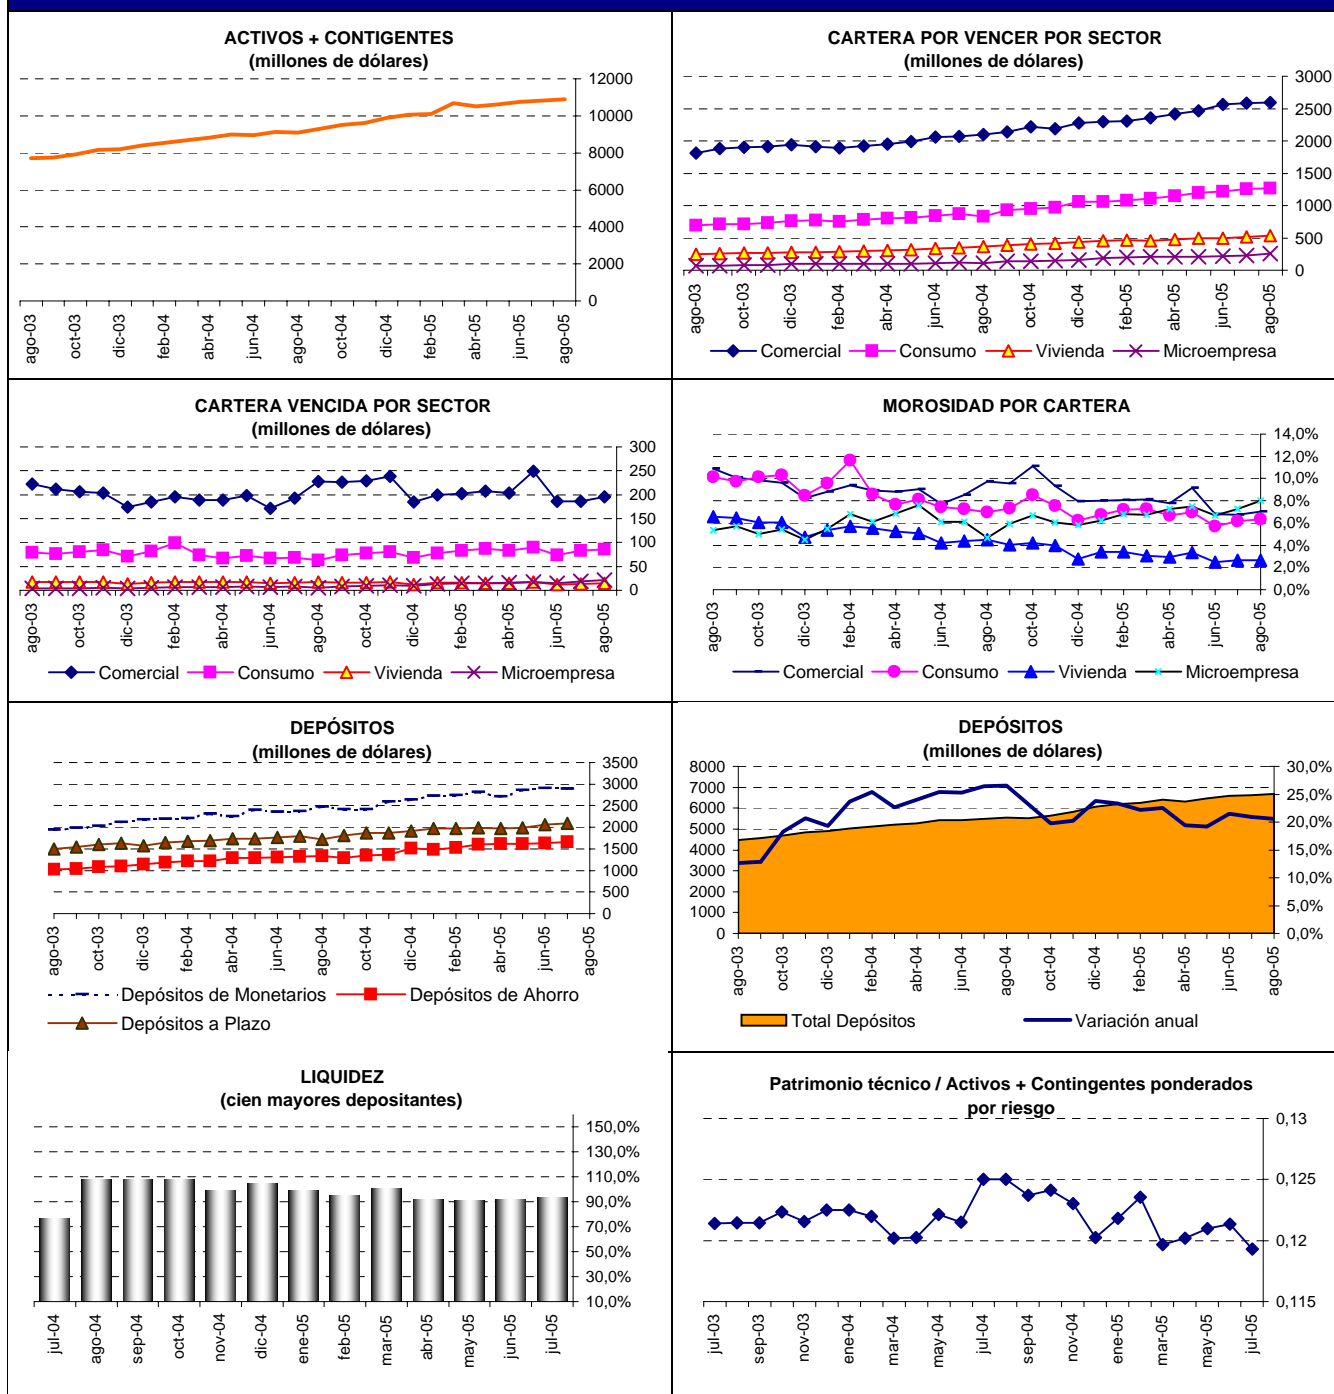 ACTIVOS + CONTIGENTES
(millones de dólares)
12000
10000
8000
6000
4000
2000
0
ago-03
oct-03
dic-03
feb-04
abr-04
jun-04
ago-04
oct-04
dic-04
feb-05
abr-05
jun-05
ago-05
CARTERA POR VENCER POR SECTOR
(millones de dólares)
3000
2500
2000
1500
1000
500
0
ago-03
oct-03
dic-03
feb-04
abr-04
jun-04
ago-04
oct-04
dic-04
feb-05
abr-05
jun-05
ago-05
Comercial Consumo Vivienda Microempresa
CARTERA VENCIDA POR SECTOR
(millones de dólares)
300
250
200
150
100
50
0
ago-03
oct-03
dic-03
feb-04
abr-04
jun-04
ago-04
oct-04
dic-04
feb-05
abr-05
jun-05
ago-05
Comercial Consumo Vivienda Microempresa
MOROSIDAD POR CARTERA
14,0%
12,0%
10,0%
8,0%
6,0%
4,0%
2,0%
0,0%
ago-03
oct-03
dic-03
feb-04
abr-04
jun-04
ago-04
oct-04
dic-04
feb-05
abr-05
jun-05
ago-05
Comercial Consumo Vivienda Microempresa
DEPÓSITOS
(millones de dólares)
3500
3000
2500
2000
1500
1000
500
0
ago-03
oct-03
dic-03
feb-04
abr-04
jun-04
ago-04
oct-04
dic-04
feb-05
abr-05
jun-05
ago-05
Depósitos de Monetarios Depósitos de Ahorro
Depósitos a Plazo
DEPÓSITOS
(millones de dólares)
8000
7000
6000
5000
4000
3000
2000
1000
0
30,0%
25,0%
20,0%
15,0%
10,0%
5,0%
0,0%
ago-03
oct-03
dic-03
feb-04
abr-04
jun-04
ago-04
oct-04
dic-04
feb-05
abr-05
jun-05
ago-05
Total Depósitos Variación anual
LIQUIDEZ
(cien mayores depositantes)
150,0%
130,0%
110,0%
90,0%
70,0%
50,0%
30,0%
10,0%
jul-04
ago-04
sep-04
oct-04
nov-04
dic-04
ene-05
feb-05
mar-05
abr-05
may-05
jun-05
jul-05
Patrimonio técnico / Activos + Contingentes ponderados
por riesgo
0,13
0,125
0,12
0,115
jul-03
sep-03
nov-03
ene-04
mar-04
may-04
jul-04
sep-04
nov-04
ene-05
mar-05
may-05
jul-05